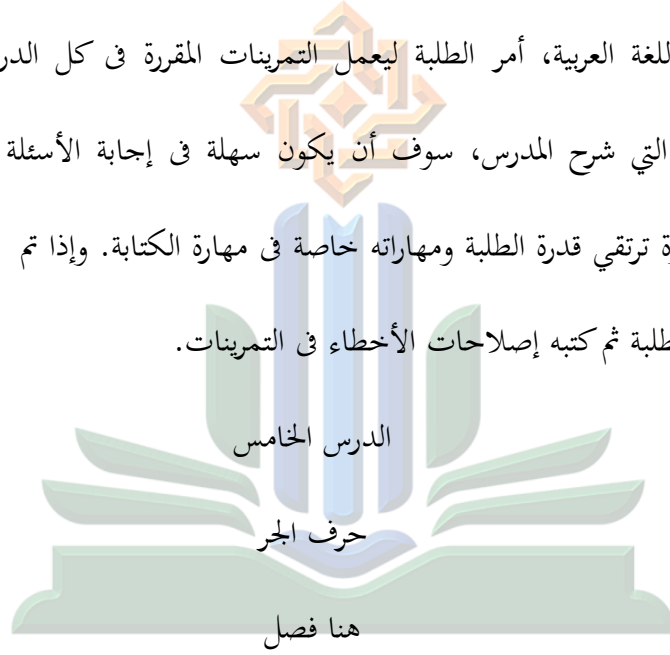 للغة العربية، أمر الطلبة ليعمل التمرينات المقررة فى كل الدر
التي شرح المدرس، سوف أن يكون سهلة فى إجابة الأسئلة
ة ترتقي قدرة الطلبة ومهاراته خاصة فى مهارة الكتابة. وإذا تم
طلبة ثم كتبه إصلاحات الأخطاء فى التمرينات.
الدرس الخامس
حرف الجر
هنا فصل